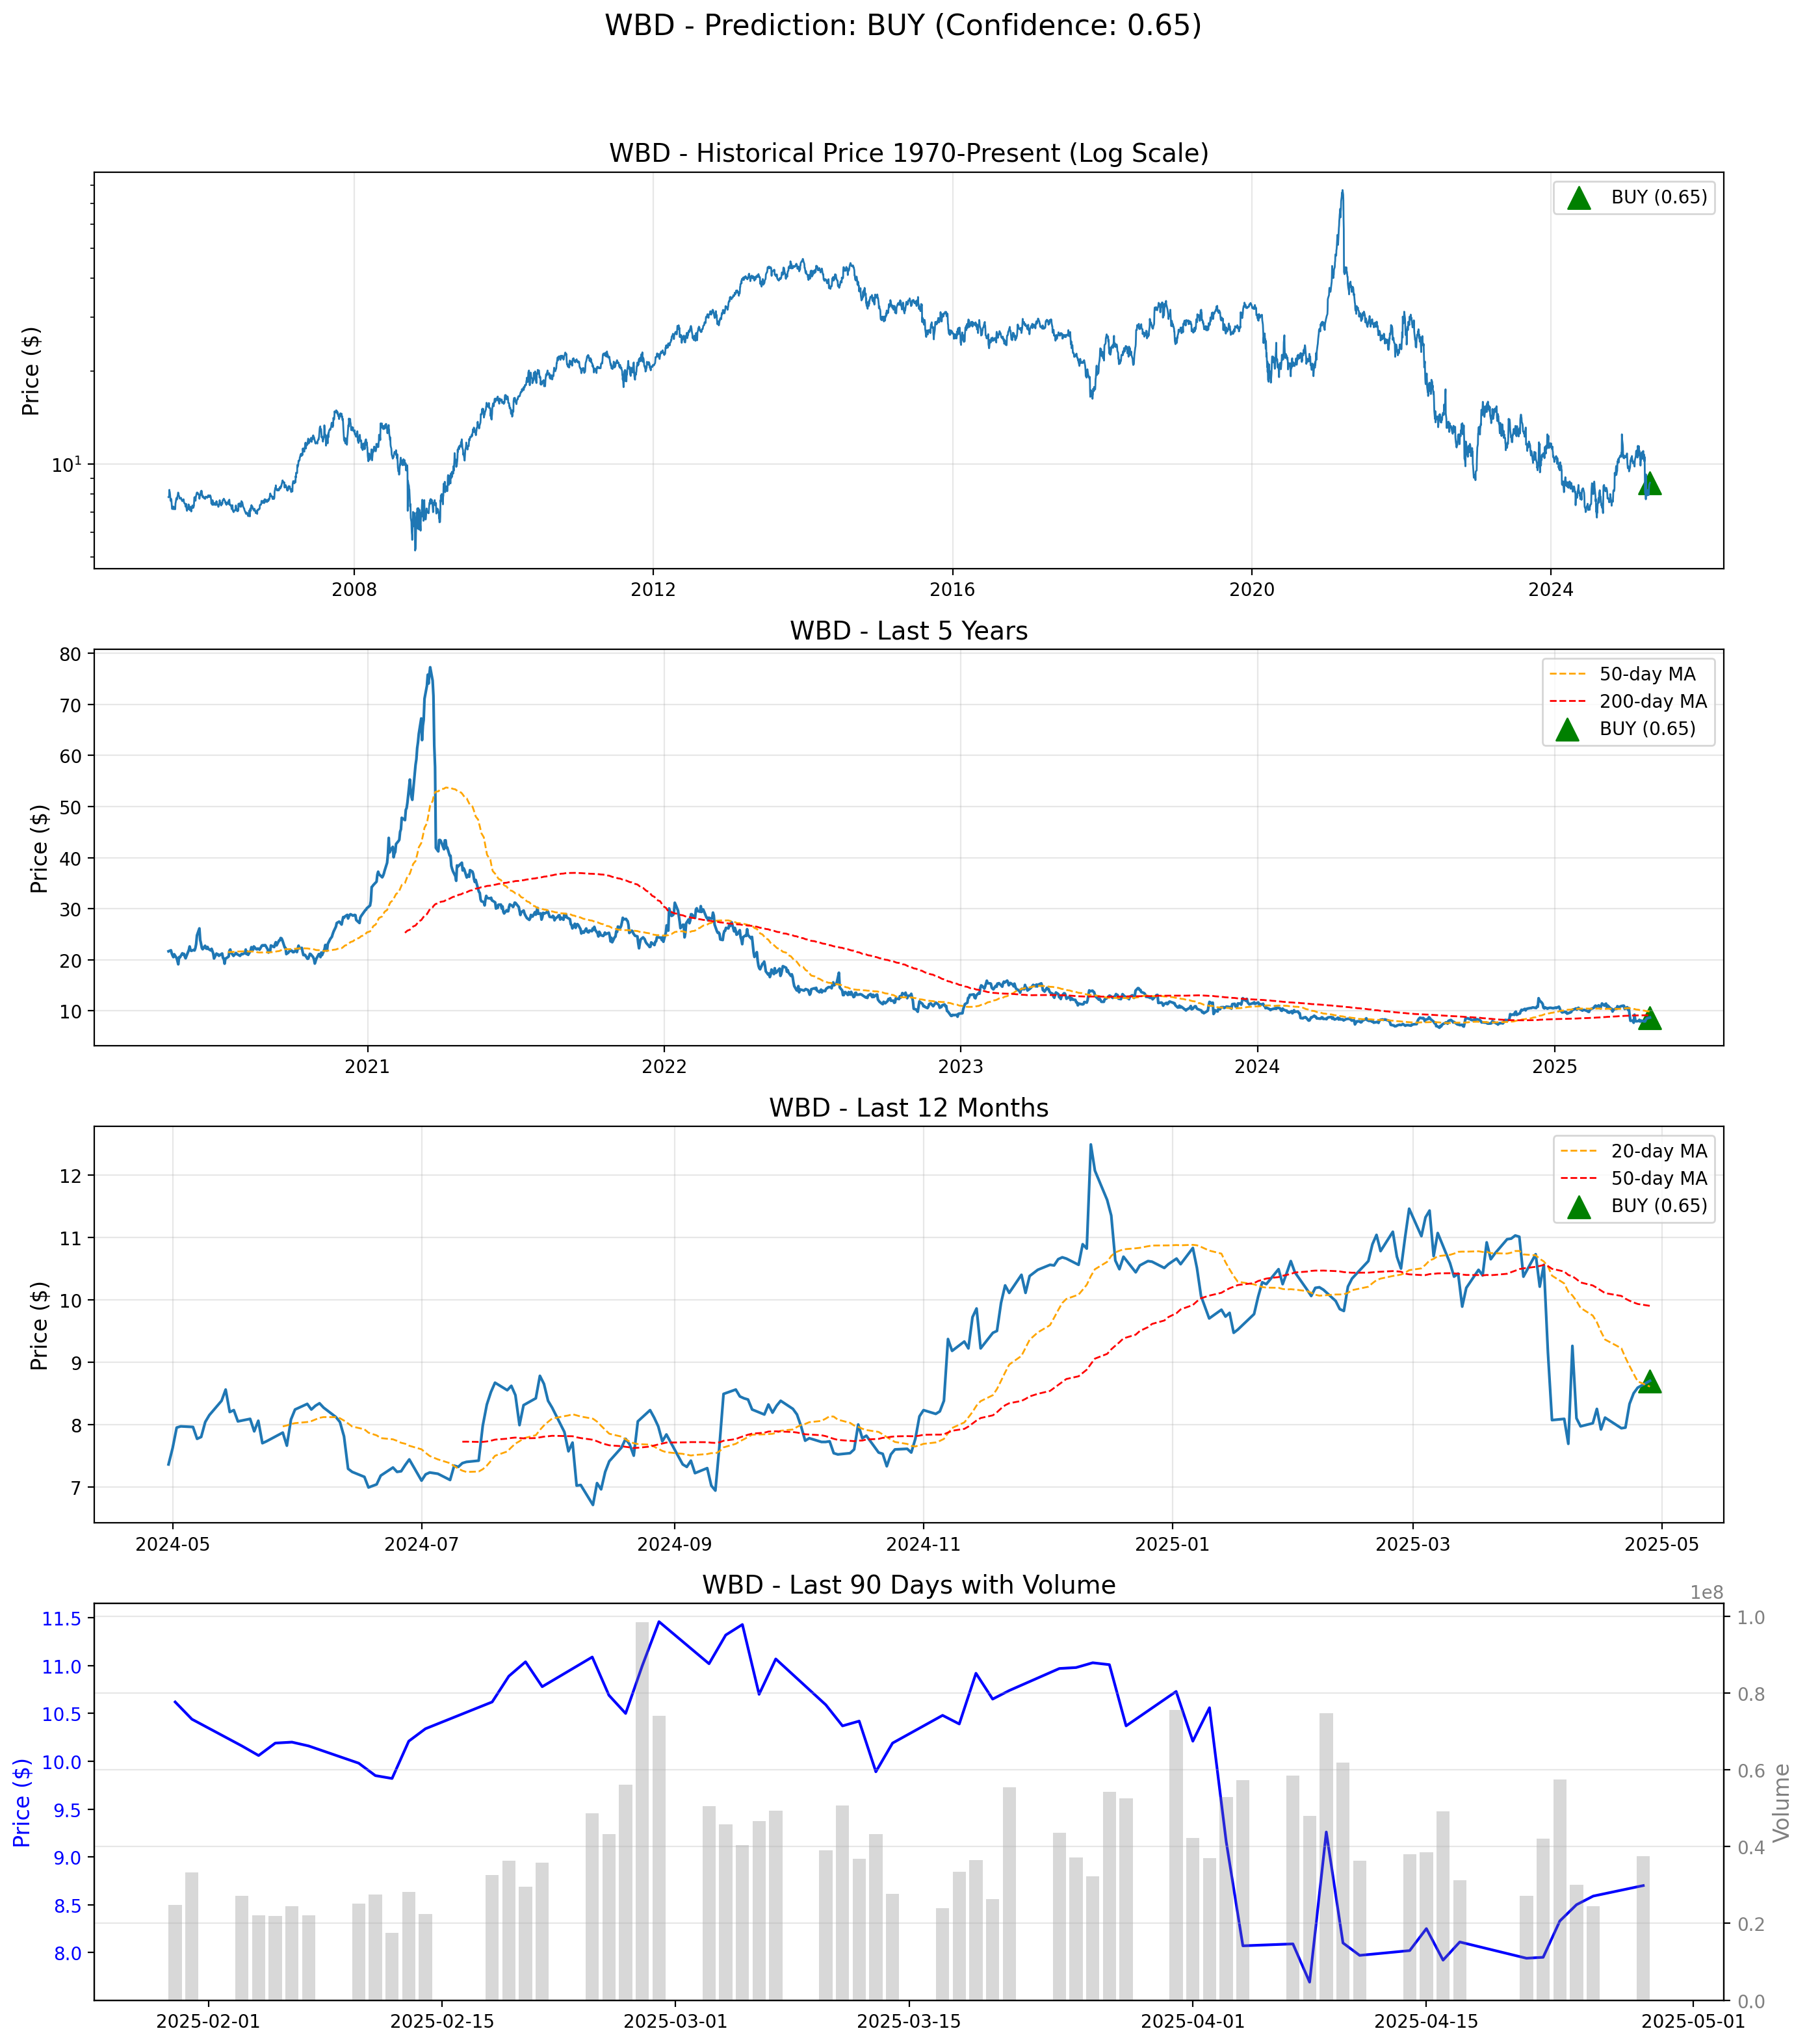 WBD - Prediction: BUY (Confidence: 0.65)
WBD - Historical Price 1970-Present (Log Scale)
BUY (0.65)
Price ($)
10¹
2008
2012
2016
2020
2024
WBD - Last 5 Years
80
70
60
50
40
30
20
10
Price ($)
50-day MA
200-day MA
BUY (0.65)
2021
2022
2023
2024
2025
WBD - Last 12 Months
12
11
10
9
8
7
Price ($)
20-day MA
50-day MA
BUY (0.65)
2024-05
2024-07
2024-09
2024-11
2025-01
2025-03
2025-05
WBD - Last 90 Days with Volume
1e8
11.5
11.0
10.5
10.0
9.5
9.0
8.5
8.0
Price ($)
1.0
0.8
0.6
0.4
0.2
0.0
Volume
2025-02-01
2025-02-15
2025-03-01
2025-03-15
2025-04-01
2025-04-15
2025-05-01